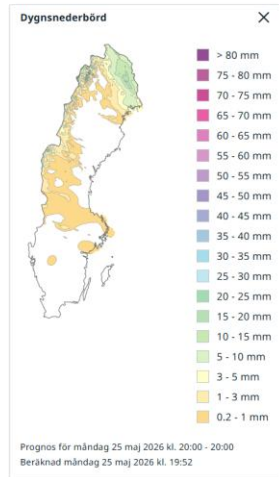 Dygnsnederbörd
> 80 mm
75 - 80 mm
70 - 75 mm
65 - 70 mm
60 - 65 mm
55 - 60 mm
50 - 55 mm
45 - 50 mm
40 - 45 mm
35 - 40 mm
30 - 35 mm
25 - 30 mm
20 - 25 mm
15 - 20 mm
10 - 15 mm
5 - 10 mm
3 - 5 mm
1 - 3 mm
0.2 - 1 mm
Prognos för måndag 25 maj 2026 kl. 20:00 - 20:00
Beräknad måndag 25 maj 2026 kl. 19:52